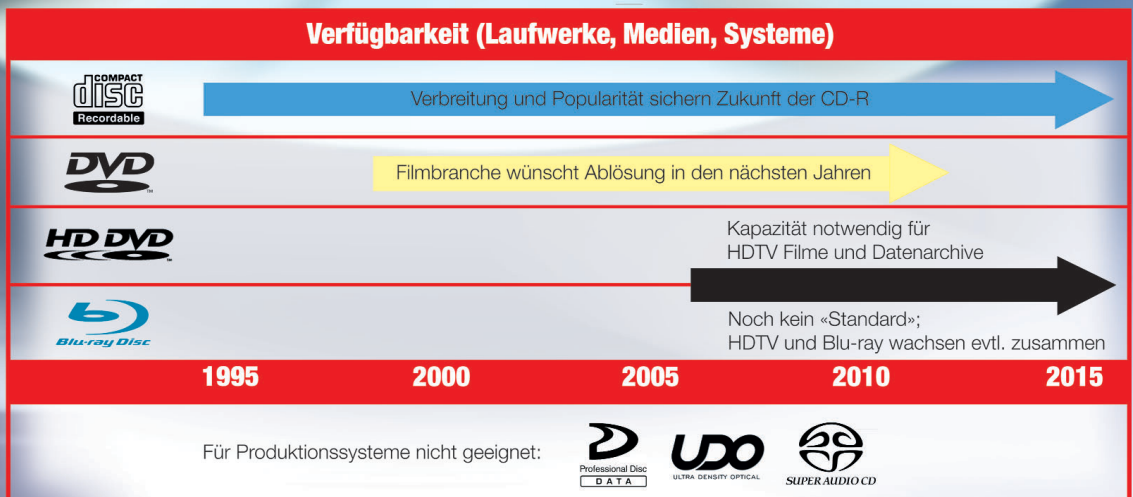 Verfügbarkeit (Laufwerke, Medien, Systeme)
COMPACT
disc
Recordable
Verbreitung und Popularität sichern Zukunft der CD-R
DVD
TM
Filmbranche wünscht Ablösung in den nächsten Jahren
HD DVD
TM
Kapazität notwendig für
HDTV Filme und Datenarchive
Blu-ray Disc
Noch kein «Standard»;
HDTV und Blu-ray wachsen evtl. zusammen
1995 2000 2005 2010 2015
Für Produktionssysteme nicht geeignet:
Professional Disc
DATA
UDO
ULTRA DENSITY OPTICAL
SUPER AUDIO CD